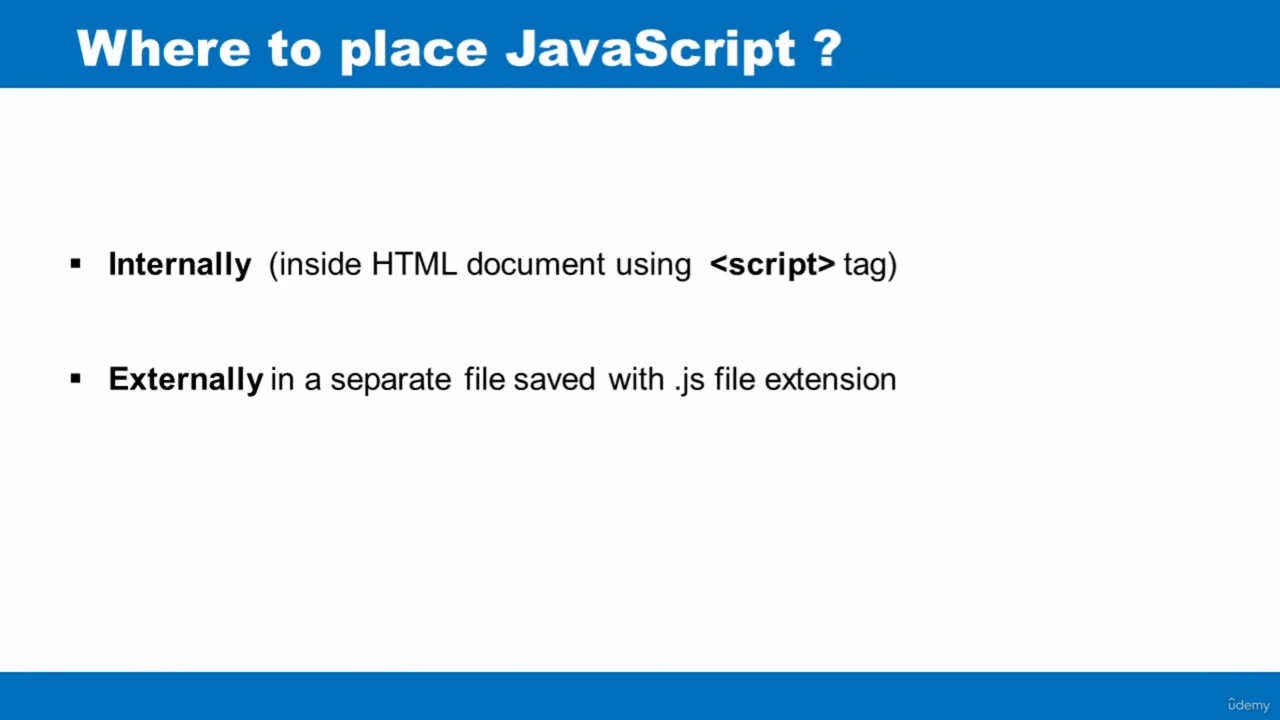 Where to place JavaScript ?
▪ Internally (inside HTML document using <script> tag)
▪ Externally in a separate file saved with .js file extension
ûdemy